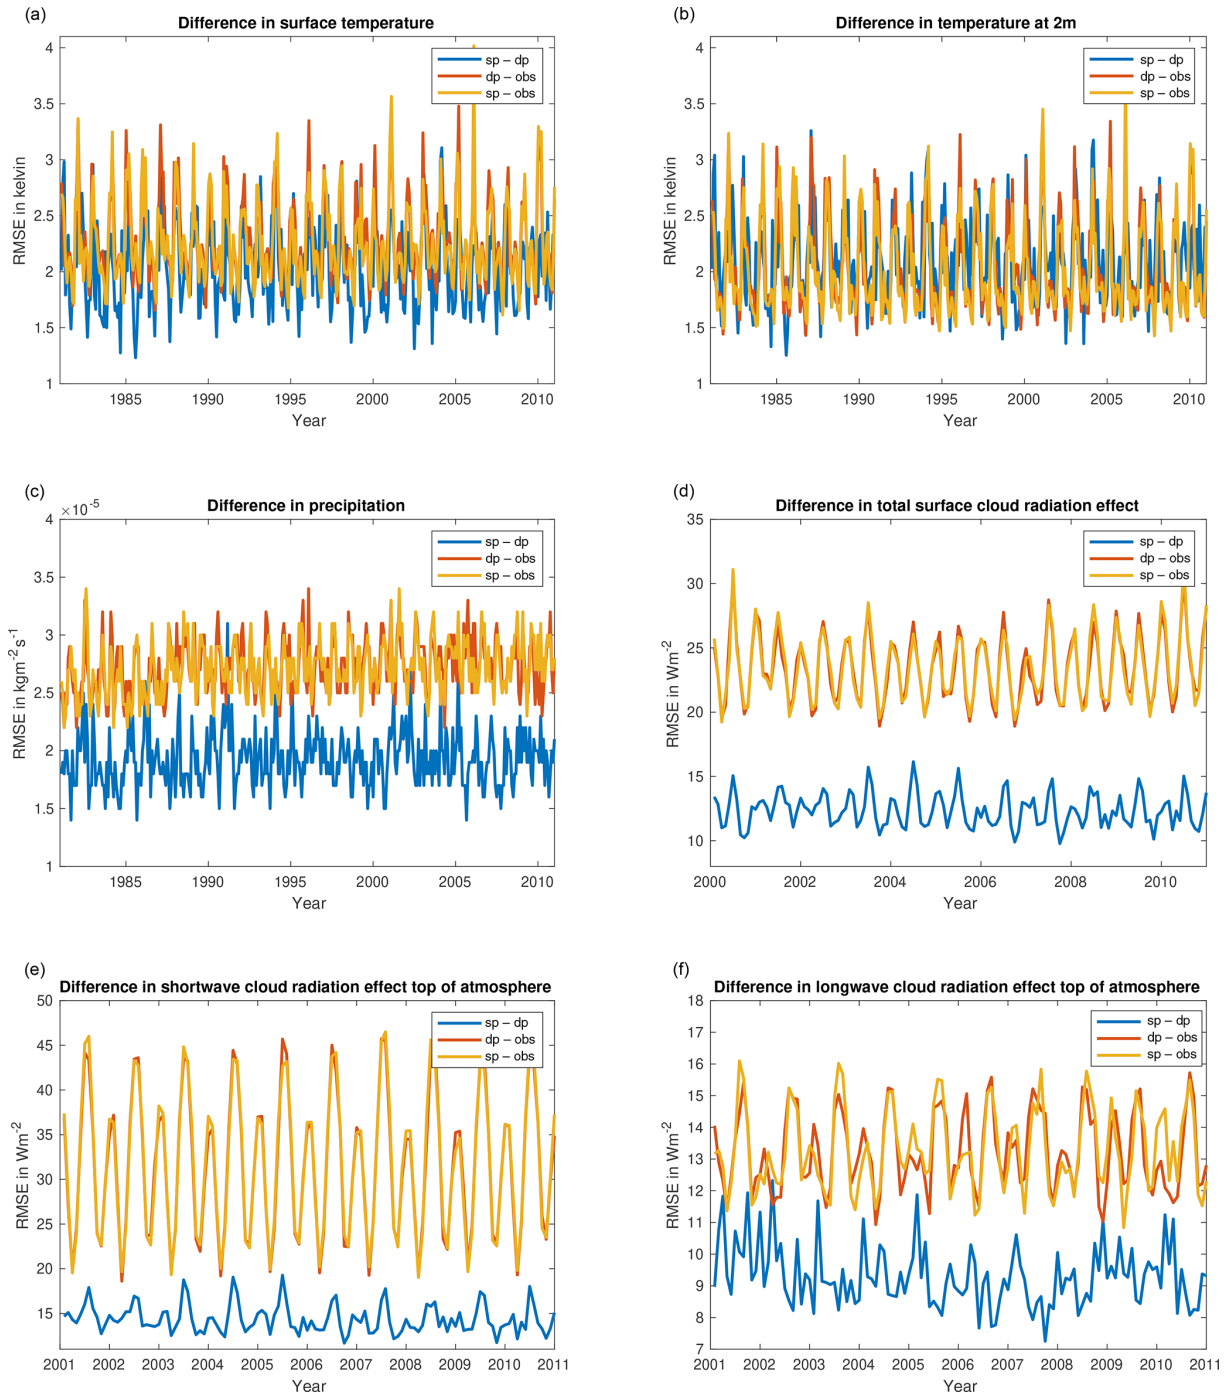 (a)
Difference in surface temperature
4
3.5
3
2.5
2
1.5
1
RMSE in kelvin
sp – dp
dp – obs
sp – obs
1985 1990 1995 2000 2005 2010
Year
(b)
Difference in temperature at 2m
4
3.5
3
2.5
2
1.5
1
RMSE in kelvin
sp – dp
dp – obs
sp – obs
1985 1990 1995 2000 2005 2010
Year
(c)
Difference in precipitation
× 10^-5
4
3.5
3
2.5
2
1.5
1
RMSE in kgm^-2 s^-1
sp – dp
dp – obs
sp – obs
1985 1990 1995 2000 2005 2010
Year
(d)
Difference in total surface cloud radiation effect
35
30
25
20
15
10
RMSE in Wm^-2
sp – dp
dp – obs
sp – obs
2000 2002 2004 2006 2008 2010
Year
(e)
Difference in shortwave cloud radiation effect top of atmosphere
50
45
40
35
30
25
20
15
RMSE in Wm^-2
sp – dp
dp – obs
sp – obs
2001 2002 2003 2004 2005 2006 2007 2008 2009 2010 2011
Year
(f)
Difference in longwave cloud radiation effect top of atmosphere
18
17
16
15
14
13
12
11
10
9
8
7
RMSE in Wm^-2
sp – dp
dp – obs
sp – obs
2001 2002 2003 2004 2005 2006 2007 2008 2009 2010 2011
Year